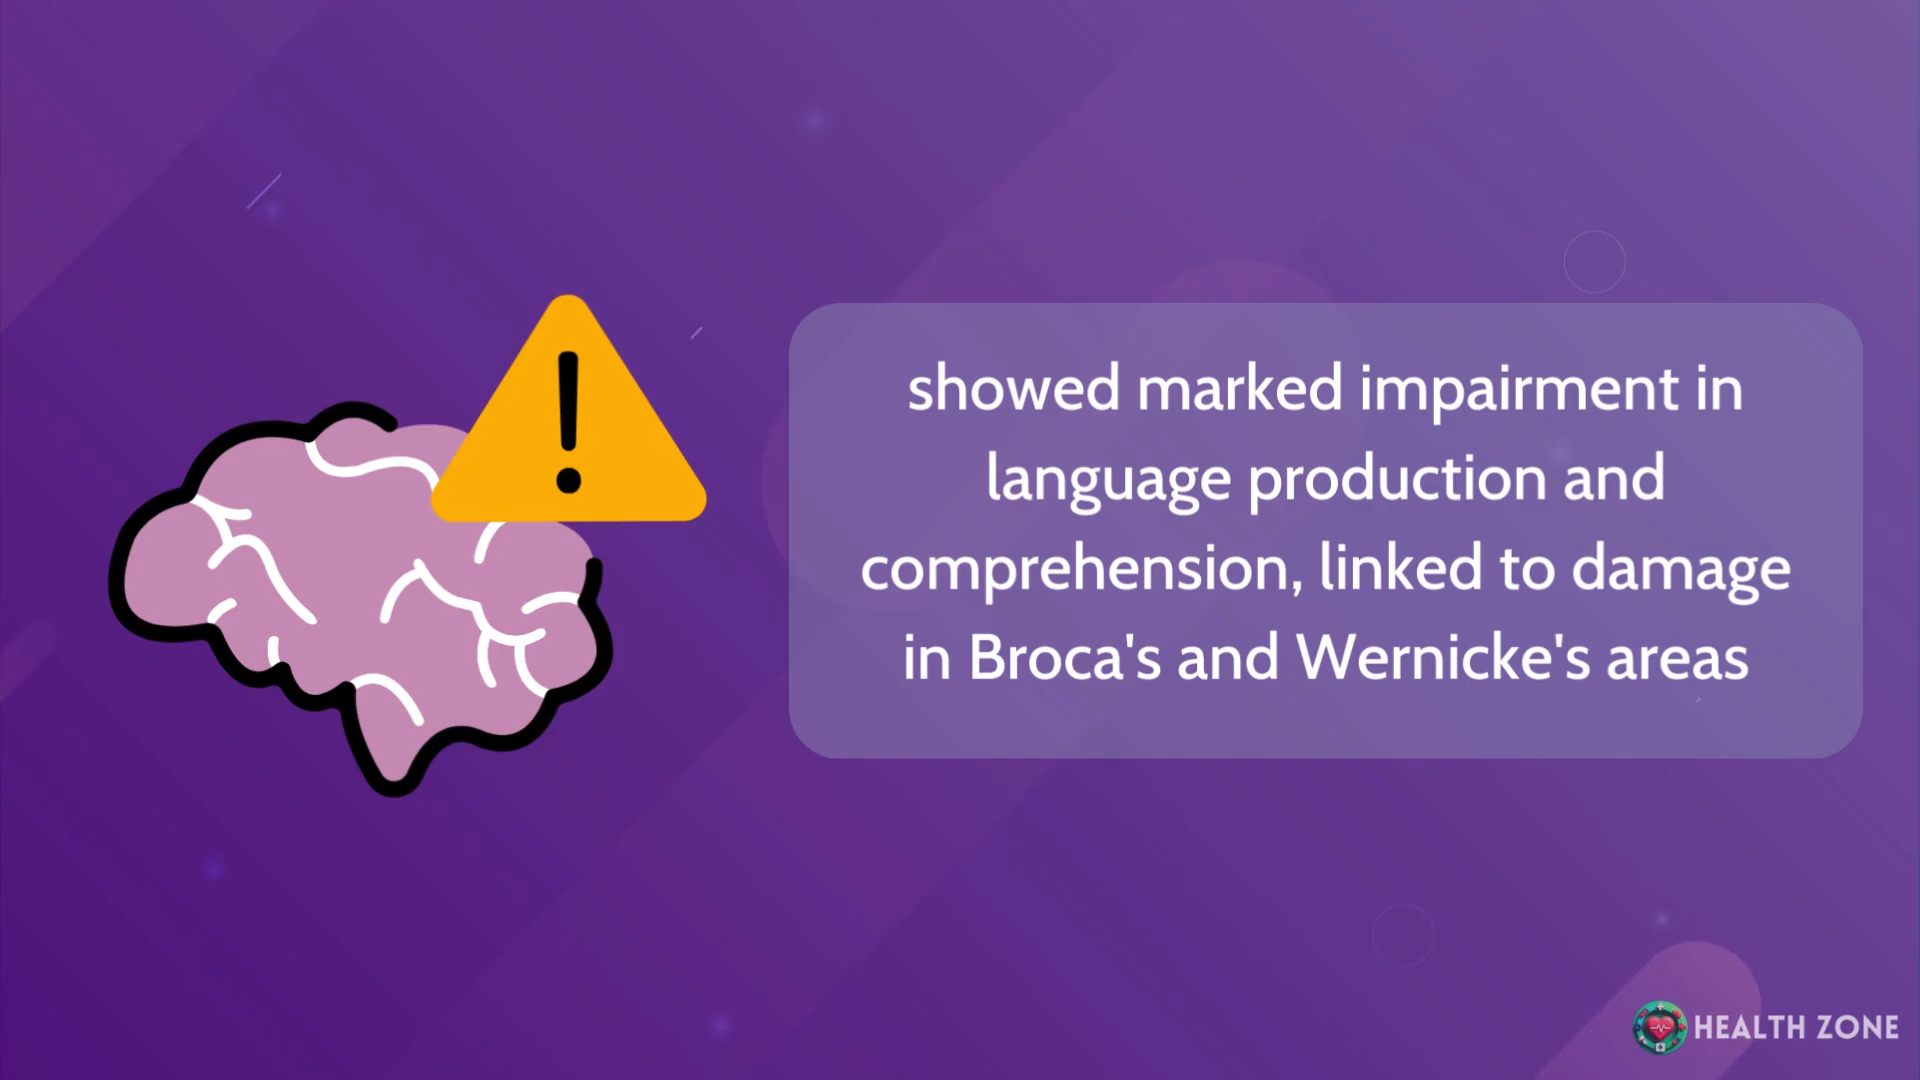 showed marked impairment in
language production and
comprehension, linked to damage
in Broca's and Wernicke's areas
HEALTH ZONE